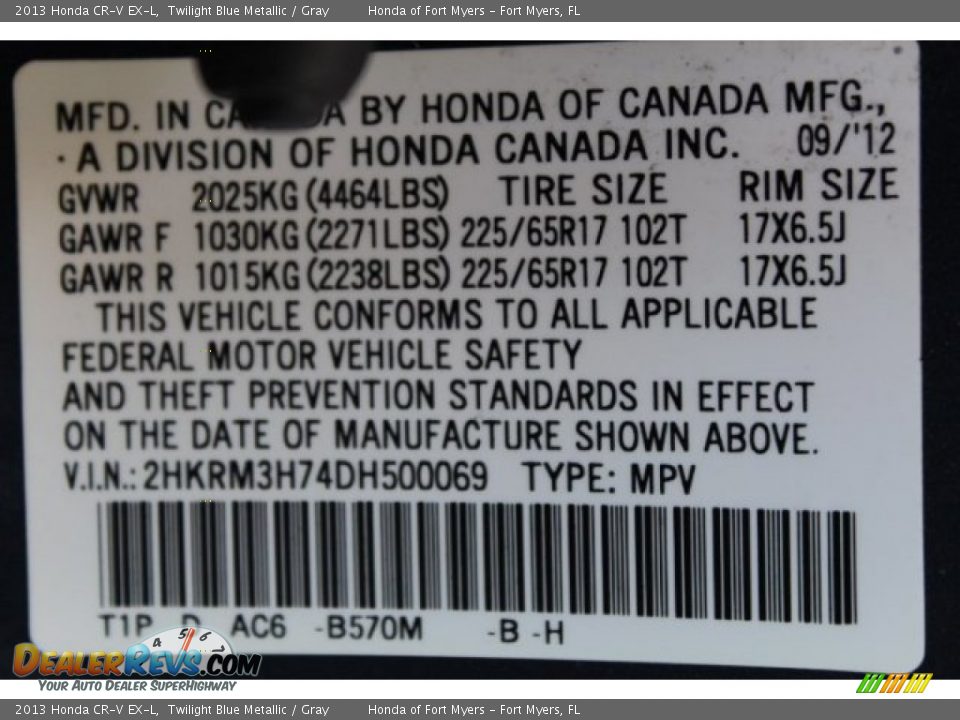 2013 Honda CR-V EX-L, Twilight Blue Metallic / Gray Honda of Fort Myers - Fort Myers, FL
MFD. IN CA A BY HONDA OF CANADA MFG.,
A DIVISION OF HONDA CANADA INC. 09/'12
GVWR 2025KG (4464LBS) TIRE SIZE RIM SIZE
GAWR F 1030KG (2271LBS) 225/65R17 102T 17X6.5J
GAWR R 1015KG (2238LBS) 225/65R17 102T 17X6.5J
THIS VEHICLE CONFORMS TO ALL APPLICABLE
FEDERAL MOTOR VEHICLE SAFETY
AND THEFT PREVENTION STANDARDS IN EFFECT
ON THE DATE OF MANUFACTURE SHOWN ABOVE.
V.I.N.: 2HKRM3H74DH500069 TYPE: MPV
T1P D AC6 -B570M -B -H
4 5 6 7
DEALERREVS.COM
YOUR AUTO DEALER SUPERHIGHWAY
2013 Honda CR-V EX-L, Twilight Blue Metallic / Gray Honda of Fort Myers - Fort Myers, FL